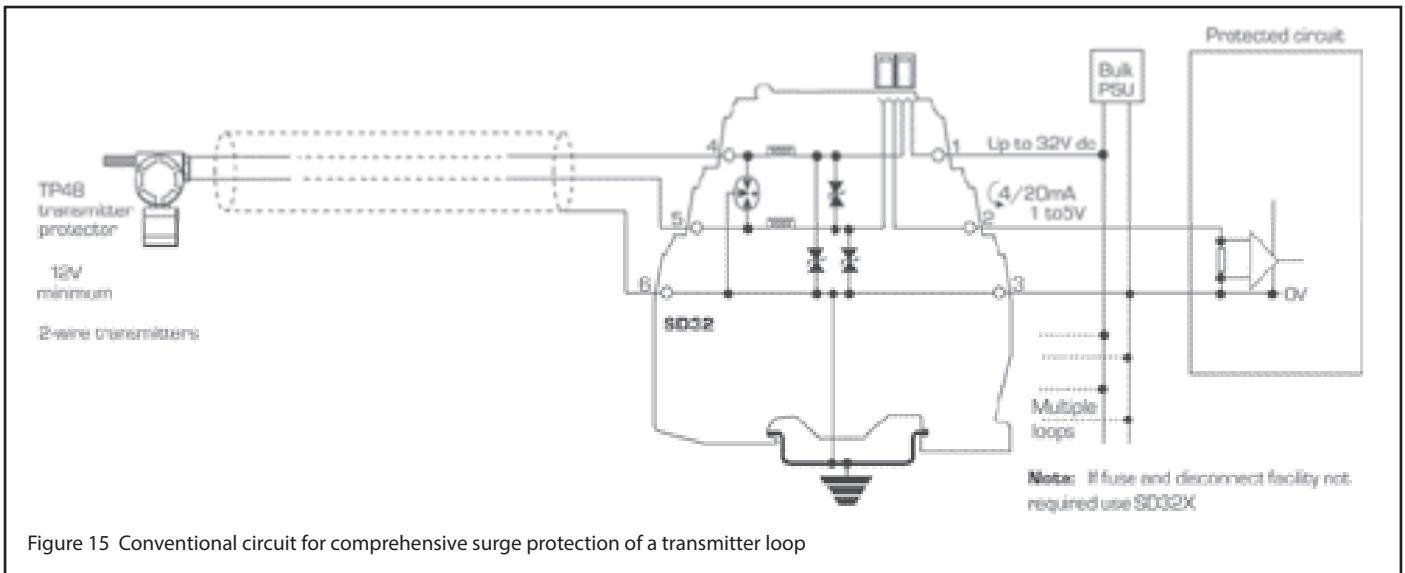 Protected circuit
Bulk
PSU
4
1
Up to 32V dc
TP48
transmitter
protector
4/20mA
1 to5V
5
2
12V
minimum
6
3
0V
SD32
2-wire transmitters
Multiple
loops
Note: If fuse and disconnect facility not
required use SD32X
Figure 15 Conventional circuit for comprehensive surge protection of a transmitter loop